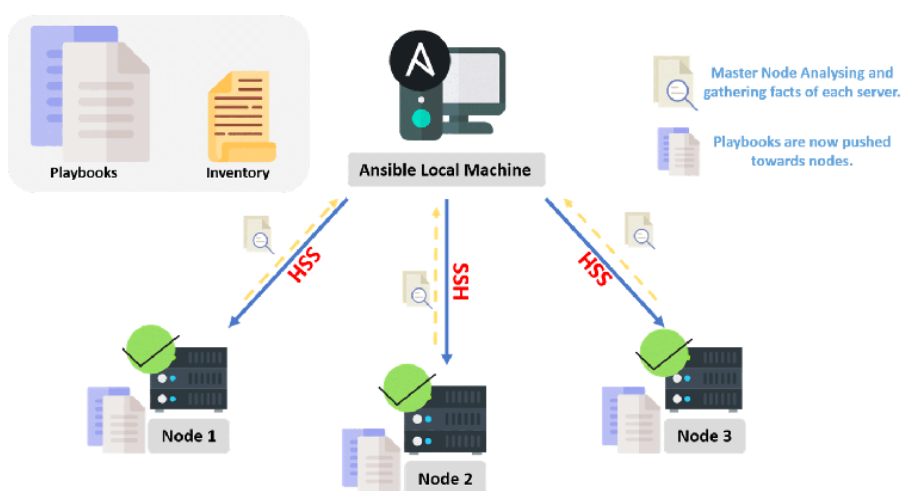 Playbooks
Inventory
Ansible Local Machine
Master Node Analysing and
gathering facts of each server.
Playbooks are now pushed
towards nodes.
HSS
SSH
HSS
Node 1
Node 2
Node 3